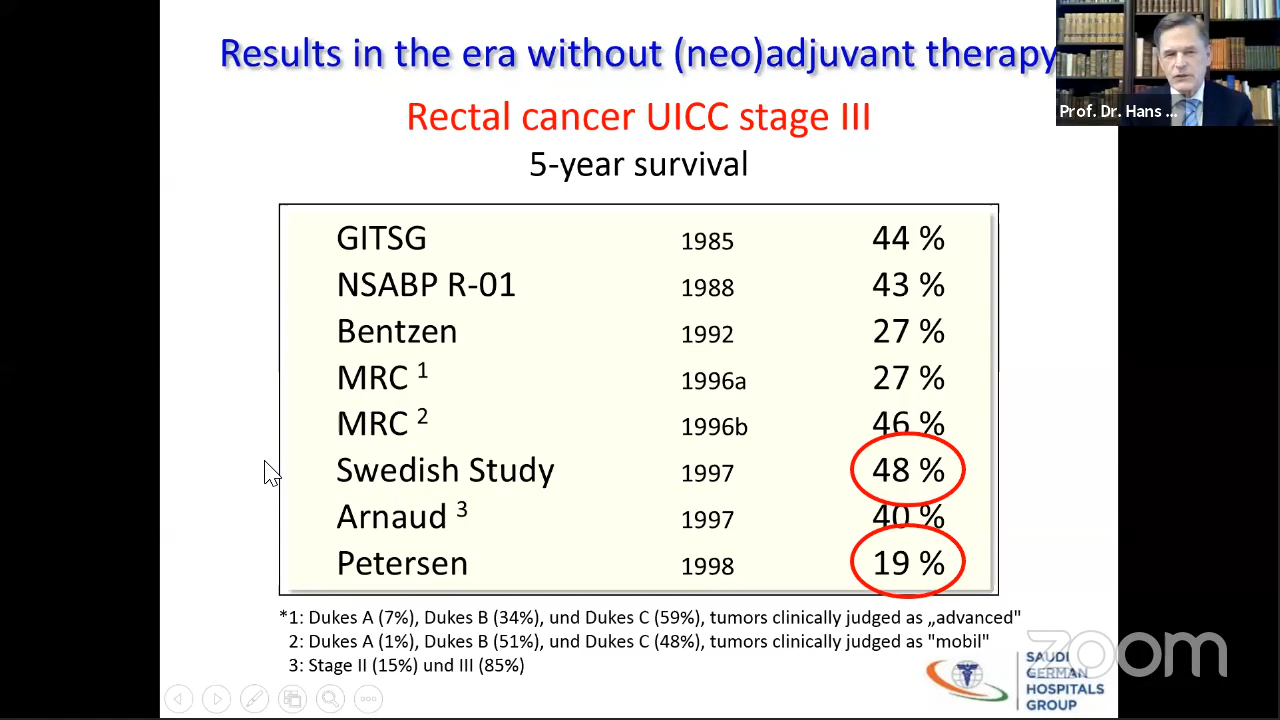 Results in the era without (neo)adjuvant therapy
Prof. Dr. Hans ...
Rectal cancer UICC stage III
5-year survival
GITSG 1985 44 %
NSABP R-01 1988 43 %
Bentzen 1992 27 %
MRC 1 1996a 27 %
MRC 2 1996b 46 %
Swedish Study 1997 48 %
Arnaud 3 1997 40 %
Petersen 1998 19 %
*1: Dukes A (7%), Dukes B (34%), und Dukes C (59%), tumors clinically judged as „advanced"
2: Dukes A (1%), Dukes B (51%), und Dukes C (48%), tumors clinically judged as "mobil"
3: Stage II (15%) und III (85%)
zoom
SAUDI
GERMAN
HOSPITALS
GROUP